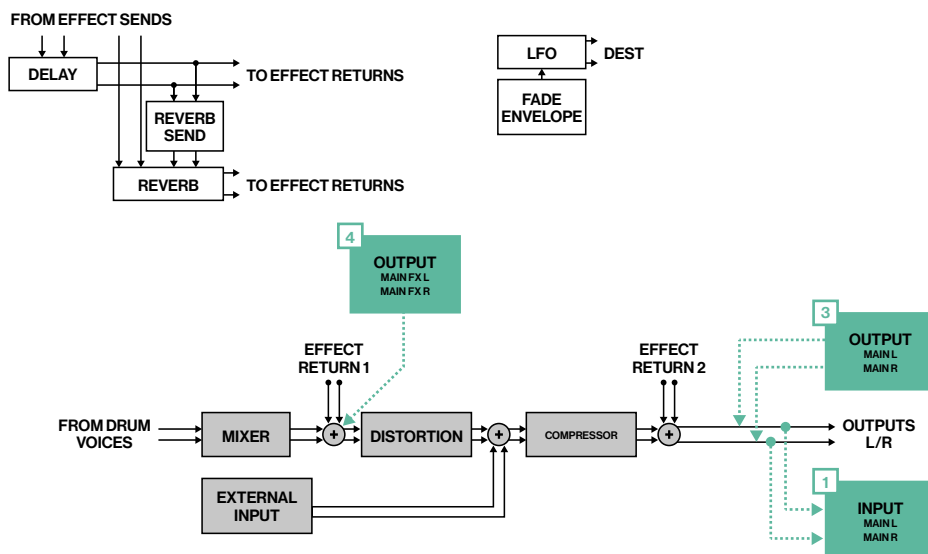 FROM EFFECT SENDS
DELAY
TO EFFECT RETURNS
REVERB
SEND
REVERB
TO EFFECT RETURNS
LFO
DEST
FADE
ENVELOPE
4
OUTPUT
MAIN FX L
MAIN FX R
3
OUTPUT
MAIN L
MAIN R
EFFECT
RETURN 1
EFFECT
RETURN 2
FROM DRUM
VOICES
MIXER
+
DISTORTION
+
COMPRESSOR
+
OUTPUTS
L/R
EXTERNAL
INPUT
1
INPUT
MAIN L
MAIN R